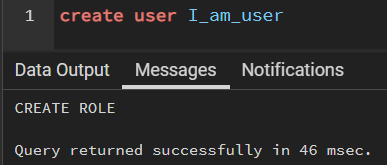 1 create user I_am_user
Data Output Messages Notifications
CREATE ROLE
Query returned successfully in 46 msec.